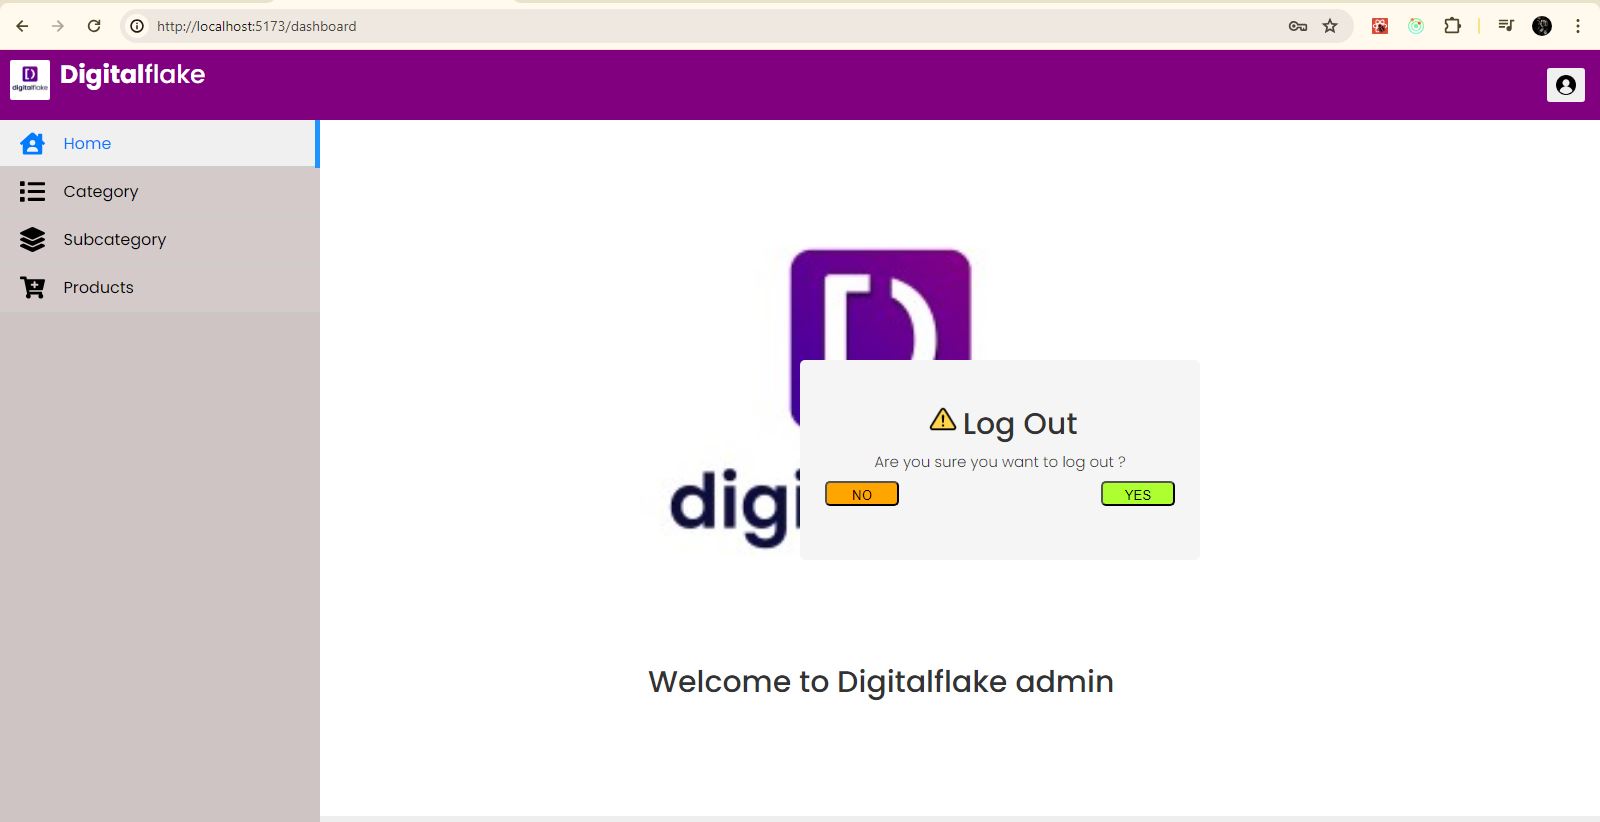 http://localhost:5173/dashboard
digitalflake
Digitalflake
Home
Category
Subcategory
Products
digi
Log Out
Are you sure you want to log out ?
NO
YES
Welcome to Digitalflake admin